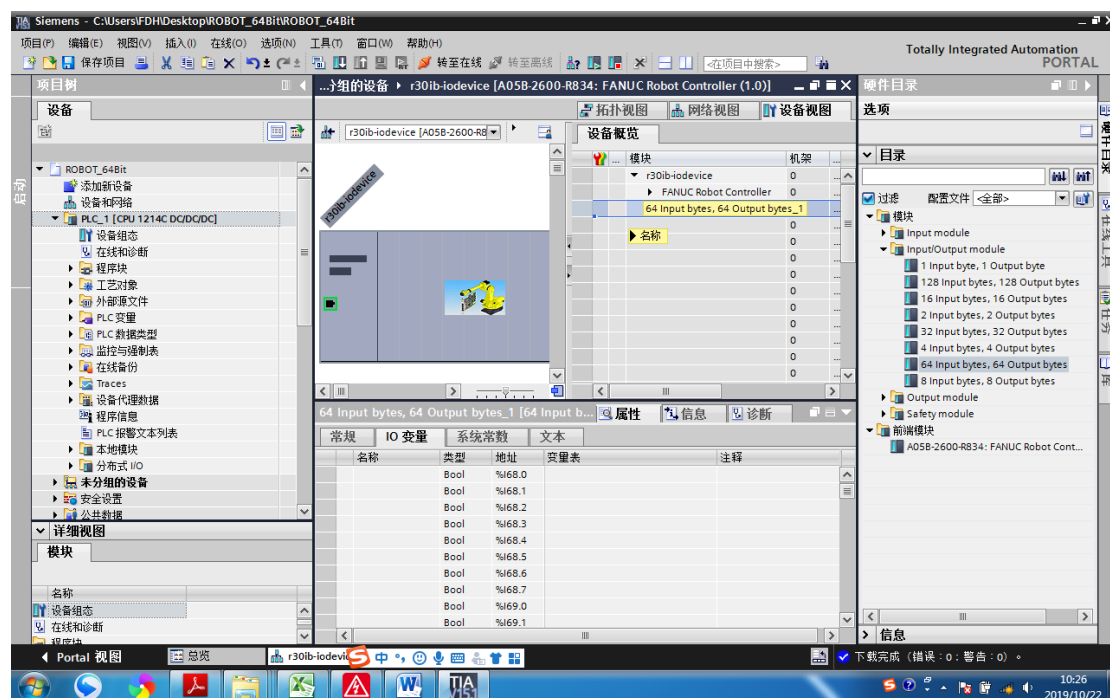 Siemens - C:\Users\FDH\Desktop\ROBOT_64Bit\ROBOT_64Bit
项目(P) 编辑(E) 视图(V) 插入(I) 在线(O) 选项(N) 工具(T) 窗口(W) 帮助(H)
Totally Integrated Automation
PORTAL
保存项目 转至在线 转至离线 <在项目中搜索>
项目树
设备
ROBOT_64Bit
添加新设备
设备和网络
PLC_1 [CPU 1214C DC/DC/DC]
设备组态
在线和诊断
程序块
工艺对象
外部源文件
PLC 变量
PLC 数据类型
监控与强制表
在线备份
Traces
设备代理数据
程序信息
PLC 报警文本列表
本地模块
分布式 I/O
未分组的设备
安全设置
公共数据
详细视图
模块
名称
设备组态
在线和诊断
程序块
启动
...分组的设备 r30ib-iodevice [A05B-2600-R834: FANUC Robot Controller (1.0)]
拓扑视图 网络视图 设备视图
r30ib-iodevice [A05B-2600-R8
r30ib-iodevice
设备概览
... 模块 机架 ...
r30ib-iodevice 0
FANUC Robot Controller 0
64 Input bytes, 64 Output bytes_1 0
0
名称 0
0
0
0
0
0
0
0
0
64 Input bytes, 64 Output bytes_1 [64 Input b... 属性 信息 诊断
常规 IO 变量 系统常数 文本
名称 类型 地址 变量表 注释
Bool %I68.0
Bool %I68.1
Bool %I68.2
Bool %I68.3
Bool %I68.4
Bool %I68.5
Bool %I68.6
Bool %I68.7
Bool %I69.0
Bool %I69.1
硬件目录
选项
目录
过滤 配置文件 <全部>
模块
Input module
Input/Output module
1 Input byte, 1 Output byte
128 Input bytes, 128 Output bytes
16 Input bytes, 16 Output bytes
2 Input bytes, 2 Output bytes
32 Input bytes, 32 Output bytes
4 Input bytes, 4 Output bytes
64 Input bytes, 64 Output bytes
8 Input bytes, 8 Output bytes
Output module
Safety module
前端模块
A05B-2600-R834: FANUC Robot Cont...
信息
Portal 视图 总览 r30ib-iodevic 中 下载完成（错误：0；警告：0）。
10:26
2019/10/22